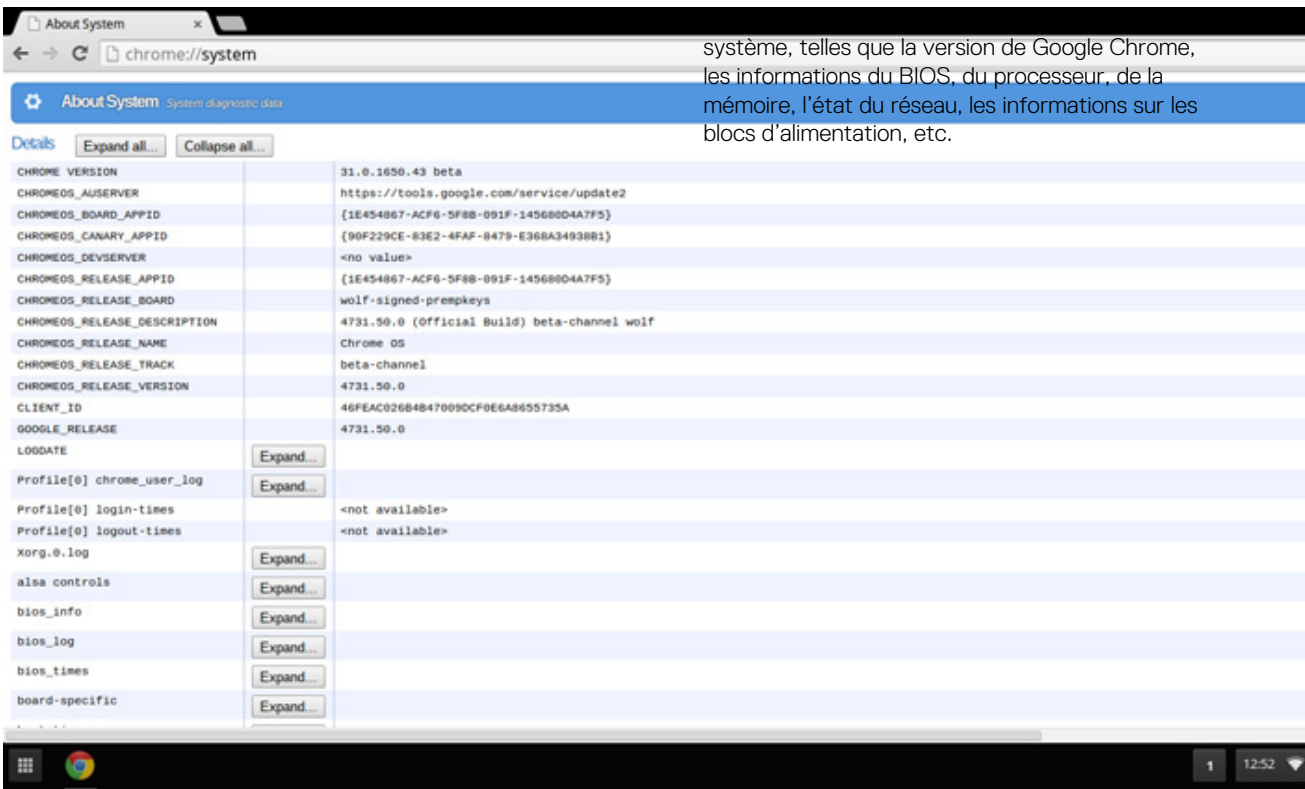 About System
chrome://system
système, telles que la version de Google Chrome,
les informations du BIOS, du processeur, de la
mémoire, l'état du réseau, les informations sur les
blocs d'alimentation, etc.
About System System diagnostic data
Details Expand all... Collapse all...
CHROME VERSION 31.0.1650.43 beta
CHROMEOS_AUSERVER https://tools.google.com/service/update2
CHROMEOS_BOARD_APPID {1E454867-ACF6-5F8B-091F-145680D4A7F5}
CHROMEOS_CANARY_APPID {90F229CE-83E2-4FAF-8479-E368A34938B1}
CHROMEOS_DEVSERVER <no value>
CHROMEOS_RELEASE_APPID {1E454867-ACF6-5F8B-091F-145680D4A7F5}
CHROMEOS_RELEASE_BOARD wolf-signed-prempkeys
CHROMEOS_RELEASE_DESCRIPTION 4731.50.0 (Official Build) beta-channel wolf
CHROMEOS_RELEASE_NAME Chrome OS
CHROMEOS_RELEASE_TRACK beta-channel
CHROMEOS_RELEASE_VERSION 4731.50.0
CLIENT_ID 46FEAC026B4B47009DCF0E6A8655735A
GOOGLE_RELEASE 4731.50.0
LOGDATE Expand...
Profile[0] chrome_user_log Expand...
Profile[0] login-times <not available>
Profile[0] logout-times <not available>
Xorg.0.log Expand...
alsa controls Expand...
bios_info Expand...
bios_log Expand...
bios_times Expand...
board-specific Expand...
1 12:52